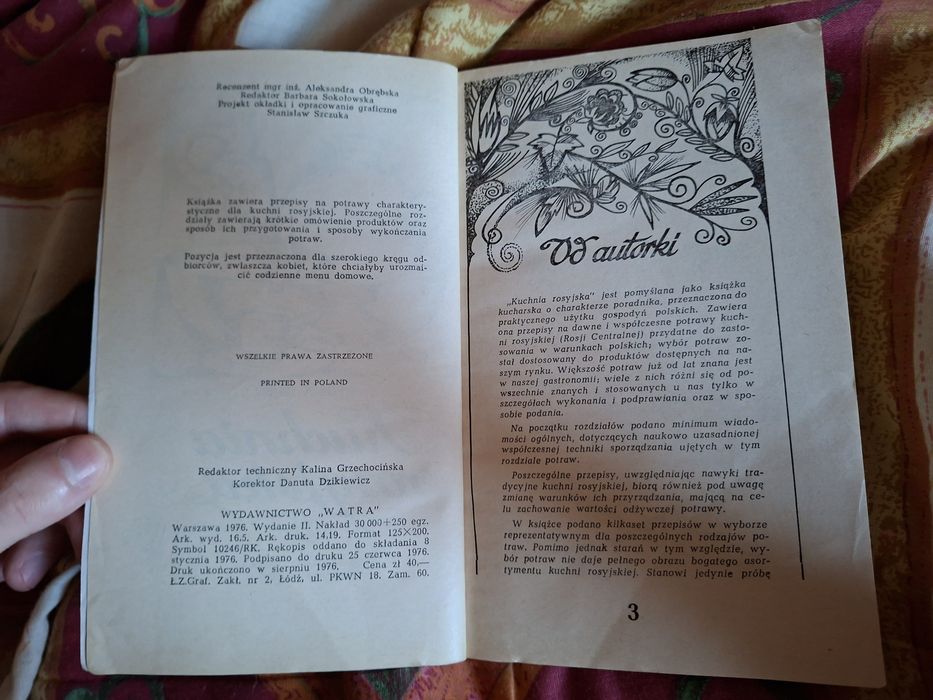 Recenzent mgr inż. Aleksandra Obrębska
Redaktor Barbara Sokołowska
Projekt okładki i opracowanie graficzne
Stanisław Szczuka
Książka zawiera przepisy na potrawy charaktery-
styczne dla kuchni rosyjskiej. Poszczególne roz-
działy zawierają krótkie omówienie produktów oraz
sposób ich przygotowania i sposoby wykończania
potraw.
Pozycja jest przeznaczona dla szerokiego kręgu od-
biorców, zwłaszcza kobiet, które chciałyby urozmai-
cić codzienne menu domowe.
WSZELKIE PRAWA ZASTRZEŻONE
PRINTED IN POLAND
Redaktor techniczny Kalina Grzechocińska
Korektor Danuta Dzikiewicz
WYDAWNICTWO „WATRA"
Warszawa 1976. Wydanie II. Nakład 30 000+250 egz.
Ark. wyd. 16,5. Ark. druk. 14,19. Format 125×200.
Symbol 10246/RK. Rękopis oddano do składania 8
stycznia 1976. Podpisano do druku 25 czerwca 1976.
Druk ukończono w sierpniu 1976. Cena zł 40,—
Ł.Z.Graf. Zakł. nr 2, Łódź, ul. PKWN 18. Zam. 60.
Od autorki
„Kuchnia rosyjska" jest pomyślana jako książka
kucharska o charakterze poradnika, przeznaczona do
praktycznego użytku gospodyń polskich. Zawiera
ona przepisy na dawne i współczesne potrawy kuch-
ni rosyjskiej (Rosji Centralnej) przydatne do zasto-
sowania w warunkach polskich; wybór potraw zo-
stał dostosowany do produktów dostępnych na na-
szym rynku. Większość potraw już od lat znana jest
w naszej gastronomii; wiele z nich różni się od po-
wszechnie znanych i stosowanych u nas tylko w
szczegółach wykonania i podprawiania oraz w spo-
sobie podania.
Na początku rozdziałów podano minimum wiado-
mości ogólnych, dotyczących naukowo uzasadnionej
współczesnej techniki sporządzania ujętych w tym
rozdziale potraw.
Poszczególne przepisy, uwzględniając nawyki tra-
dycyjne kuchni rosyjskiej, biorą również pod uwagę
zmianę warunków ich przyrządzania, mającą na ce-
lu zachowanie wartości odżywczej potrawy.
W książce podano kilkaset przepisów w wyborze
reprezentatywnym dla poszczególnych rodzajów po-
traw. Pomimo jednak starań w tym względzie, wy-
bór potraw nie daje pełnego obrazu bogatego asor-
tymentu kuchni rosyjskiej. Stanowi jedynie próbę
3